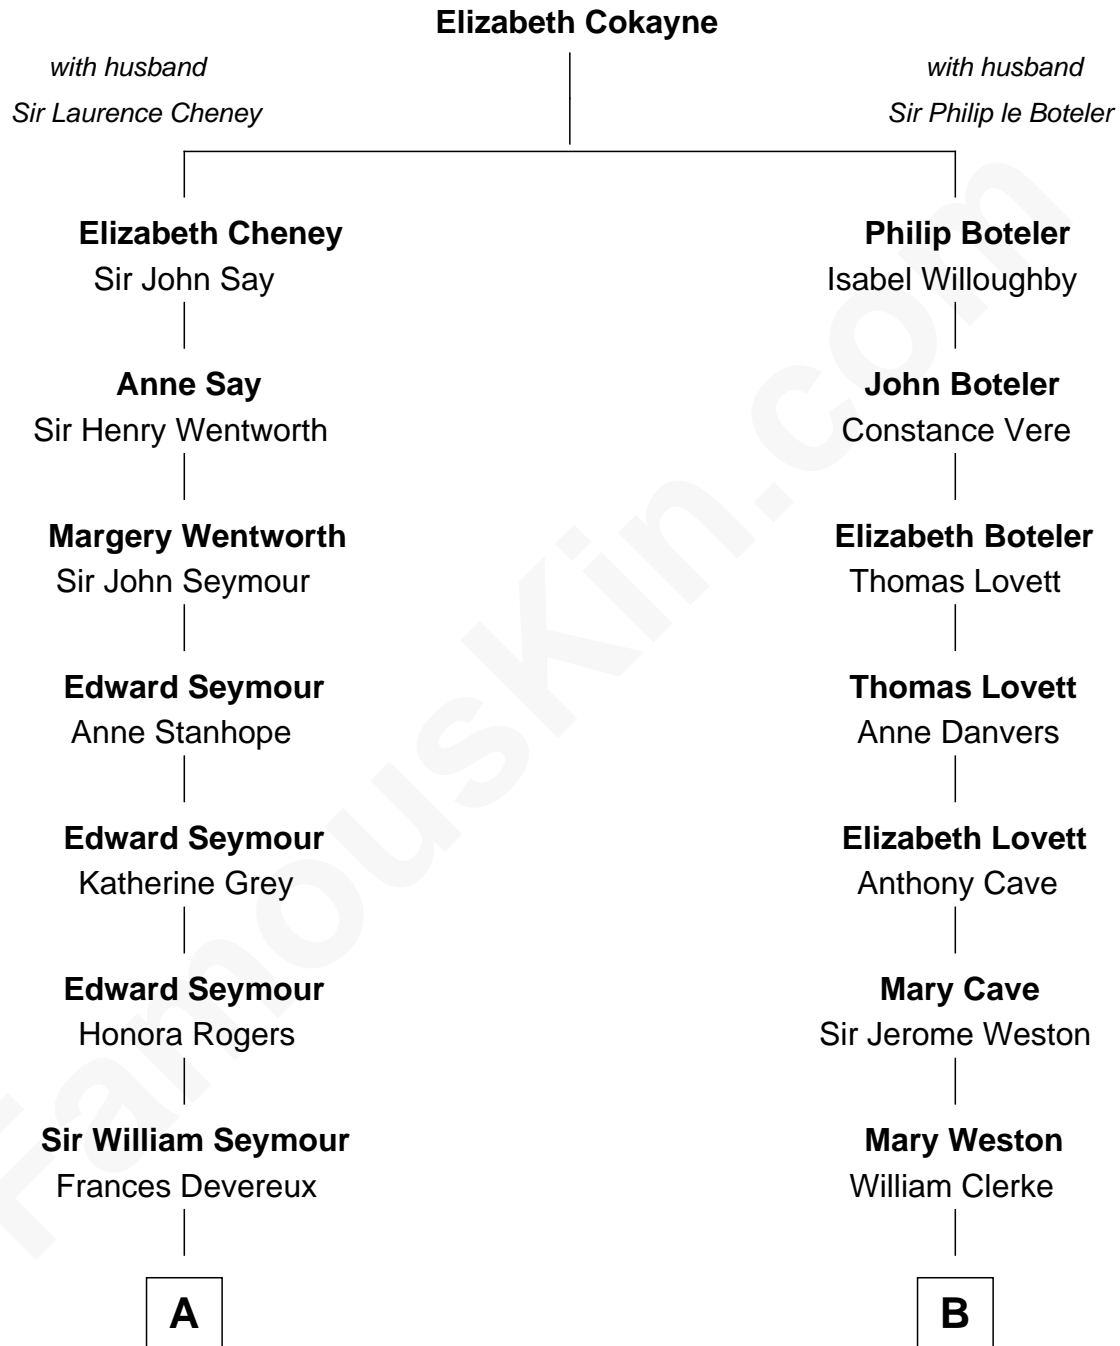 Elizabeth Cokayne
with husband
Sir Laurence Cheney
with husband
Sir Philip le Boteler
Elizabeth Cheney
Sir John Say
Philip Boteler
Isabel Willoughby
Anne Say
Sir Henry Wentworth
John Boteler
Constance Vere
Margery Wentworth
Sir John Seymour
Elizabeth Boteler
Thomas Lovett
Edward Seymour
Anne Stanhope
Thomas Lovett
Anne Danvers
Edward Seymour
Katherine Grey
Elizabeth Lovett
Anthony Cave
Edward Seymour
Honora Rogers
Mary Cave
Sir Jerome Weston
Sir William Seymour
Frances Devereux
Mary Weston
William Clerke
A
B
FamousKin.com